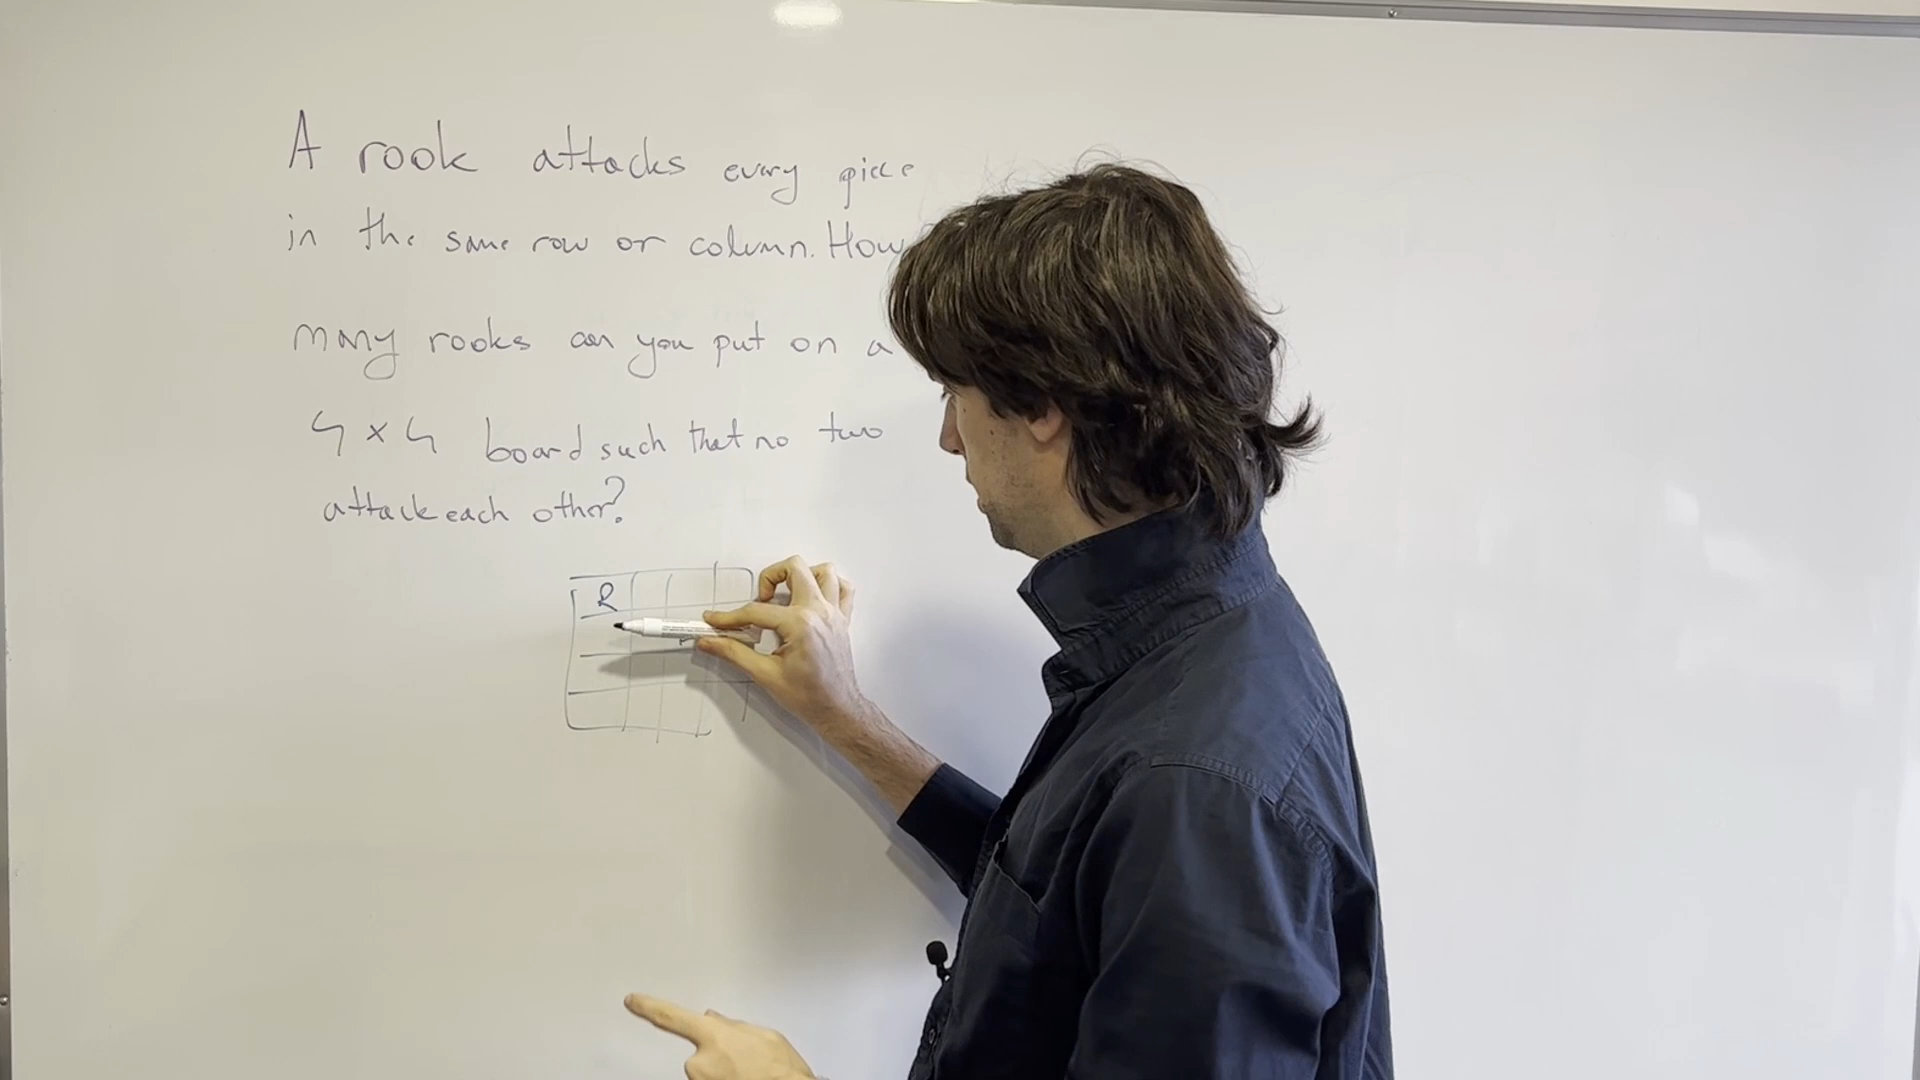 A rook attacks every piece
in the same row or column. How
many rooks can you put on a
4 x 4 board such that no two
attack each other?
R